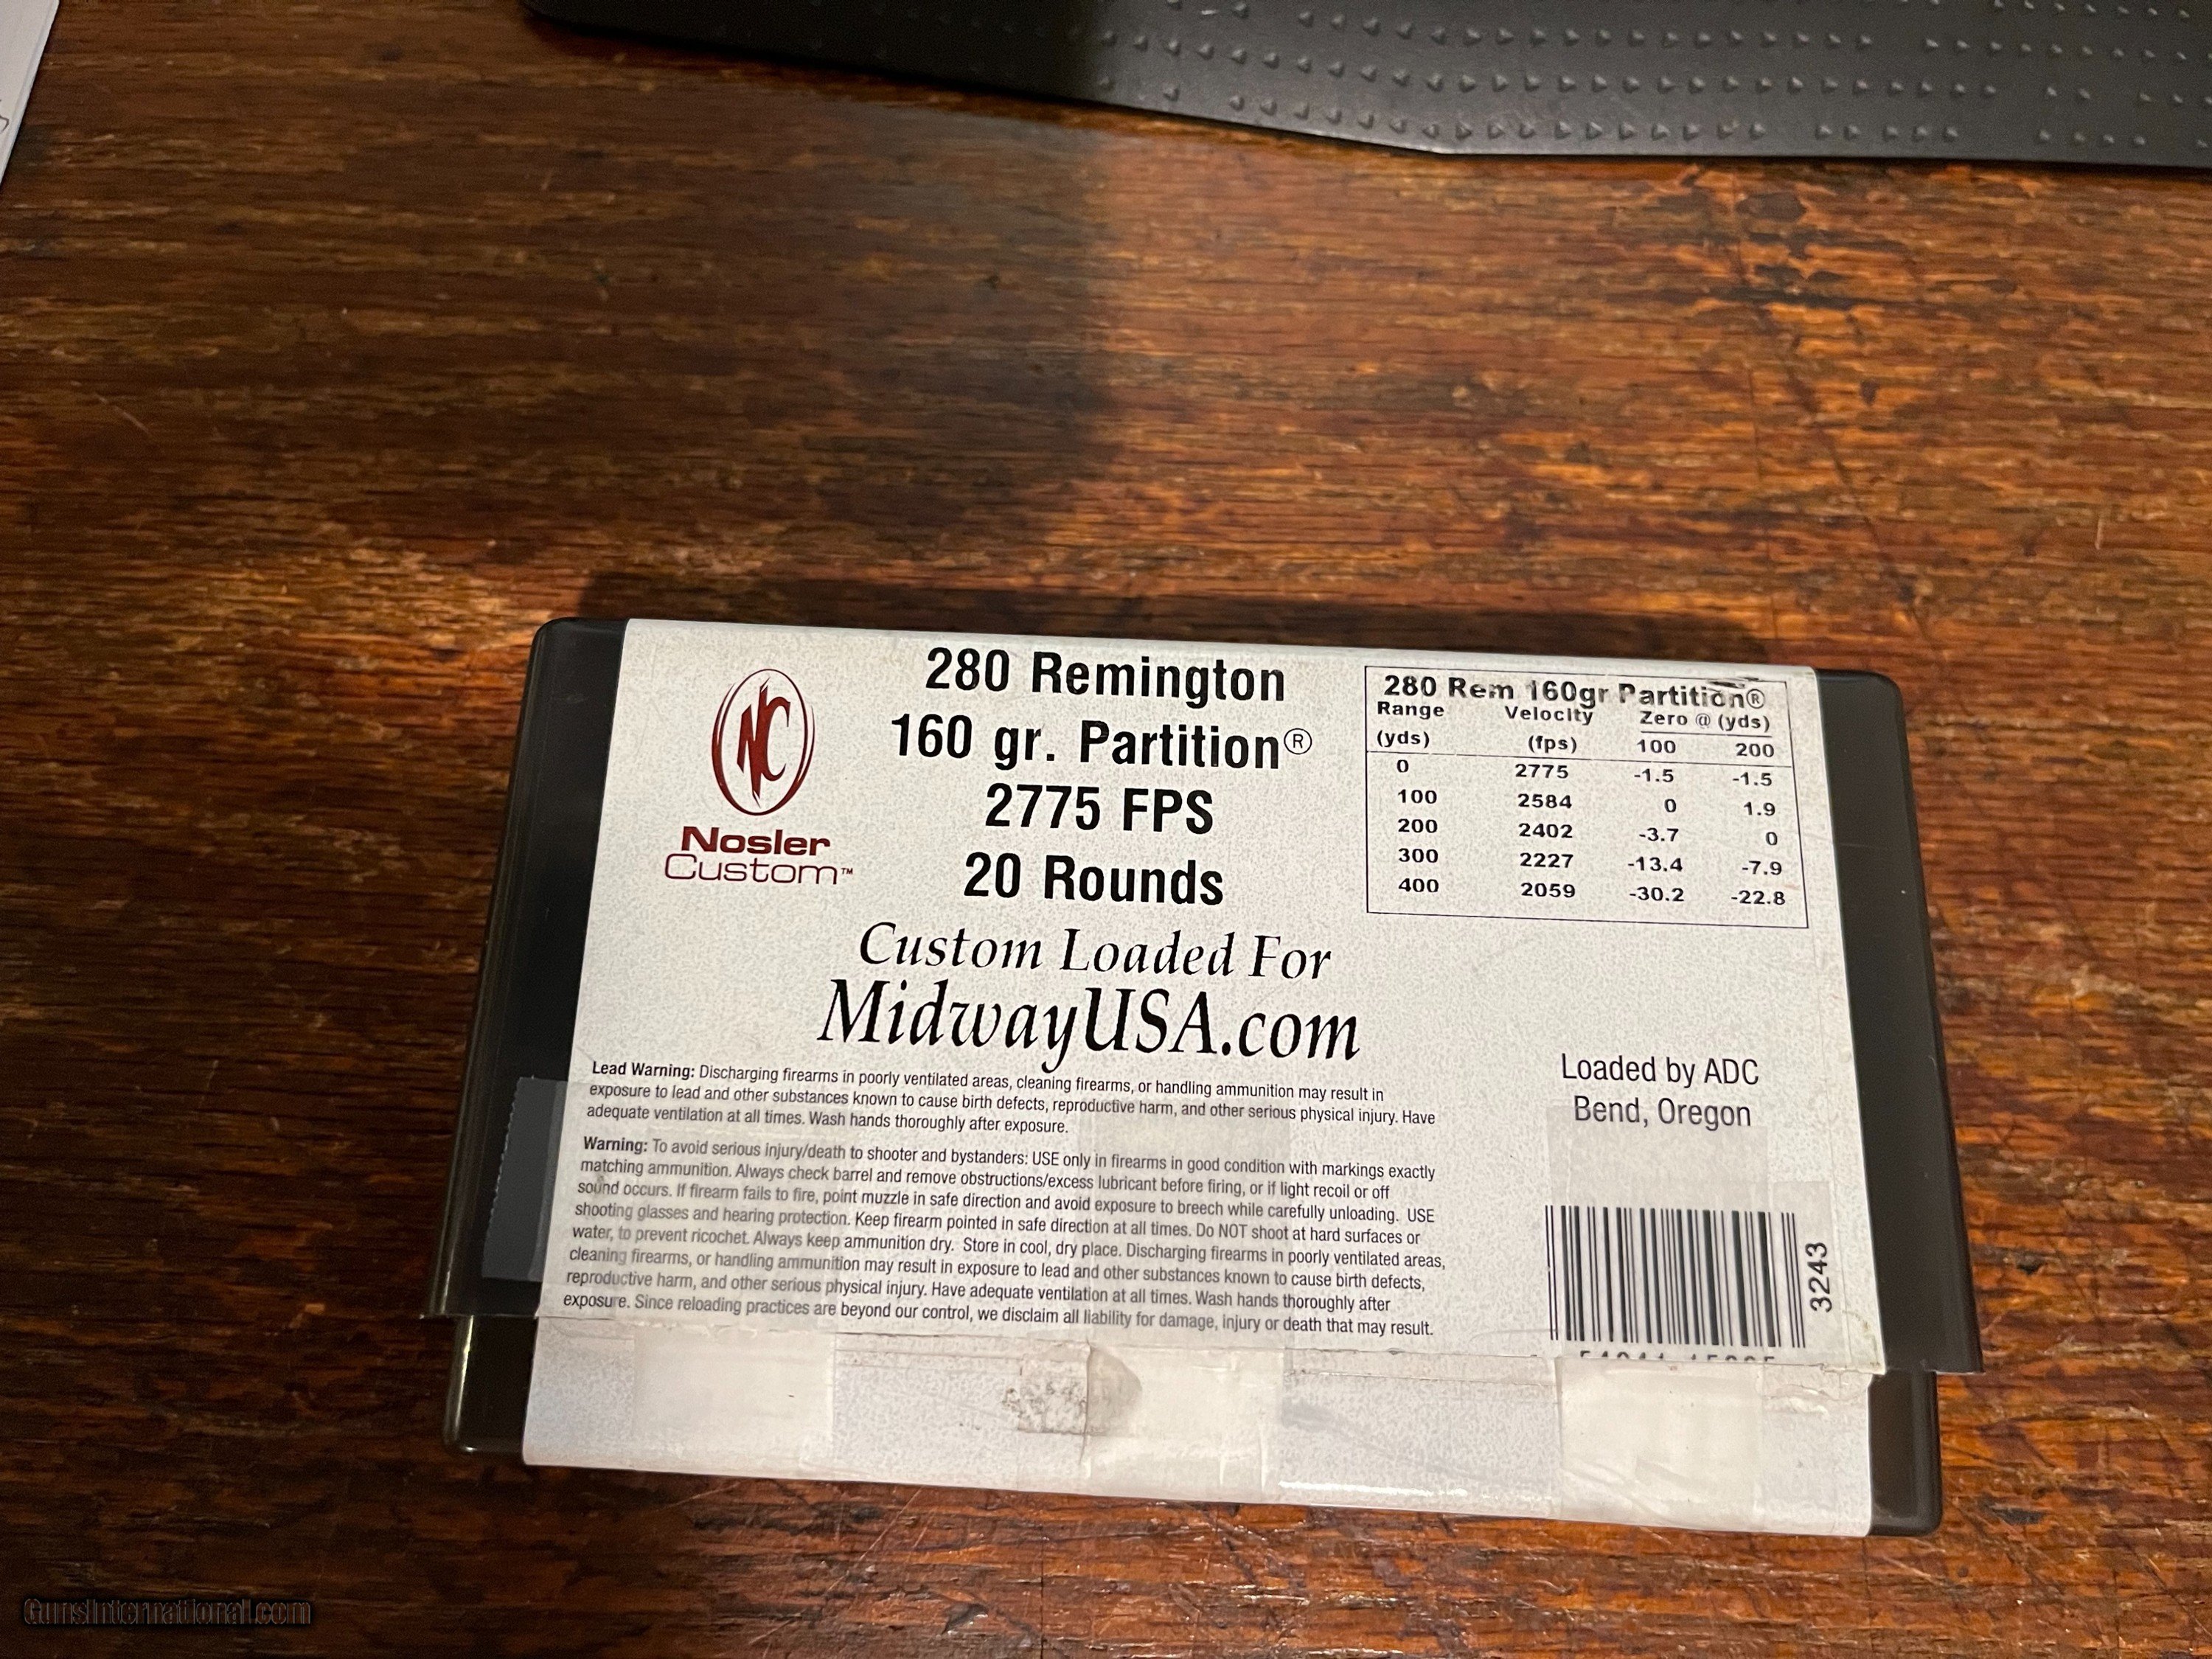 NC
Nosler
Custom™
280 Remington
160 gr. Partition®
2775 FPS
20 Rounds
Custom Loaded For
MidwayUSA.com
280 Rem 160gr Partition®
Range Velocity Zero @ (yds)
(yds) (fps) 100 200
0 2775 -1.5 -1.5
100 2584 0 1.9
200 2402 -3.7 0
300 2227 -13.4 -7.9
400 2059 -30.2 -22.8
Lead Warning: Discharging firearms in poorly ventilated areas, cleaning firearms, or handling ammunition may result in
exposure to lead and other substances known to cause birth defects, reproductive harm, and other serious physical injury. Have
adequate ventilation at all times. Wash hands thoroughly after exposure.
Warning: To avoid serious injury/death to shooter and bystanders: USE only in firearms in good condition with markings exactly
matching ammunition. Always check barrel and remove obstructions/excess lubricant before firing, or if light recoil or off
sound occurs. If firearm fails to fire, point muzzle in safe direction and avoid exposure to breech while carefully unloading. USE
shooting glasses and hearing protection. Keep firearm pointed in safe direction at all times. Do NOT shoot at hard surfaces or
water, to prevent ricochet. Always keep ammunition dry. Store in cool, dry place. Discharging firearms in poorly ventilated areas,
cleaning firearms, or handling ammunition may result in exposure to lead and other substances known to cause birth defects,
reproductive harm, and other serious physical injury. Have adequate ventilation at all times. Wash hands thoroughly after
exposure. Since reloading practices are beyond our control, we disclaim all liability for damage, injury or death that may result.
Loaded by ADC
Bend, Oregon
3243
GunsInternational.com